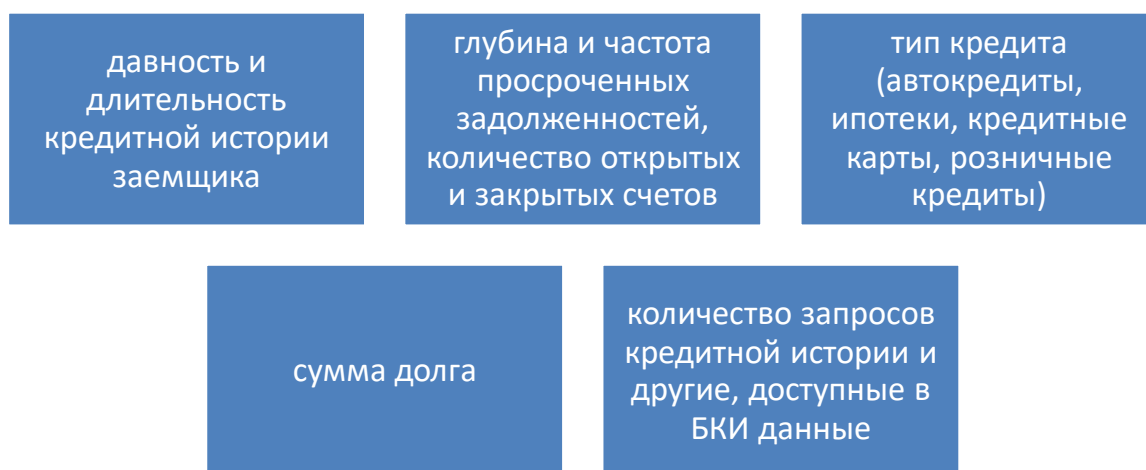 давность и
длительность
кредитной истории
заемщика
глубина и частота
просроченных
задолженностей,
количество открытых
и закрытых счетов
тип кредита
(автокредиты,
ипотеки, кредитные
карты, розничные
кредиты)
сумма долга
количество запросов
кредитной истории и
другие, доступные в
БКИ данные